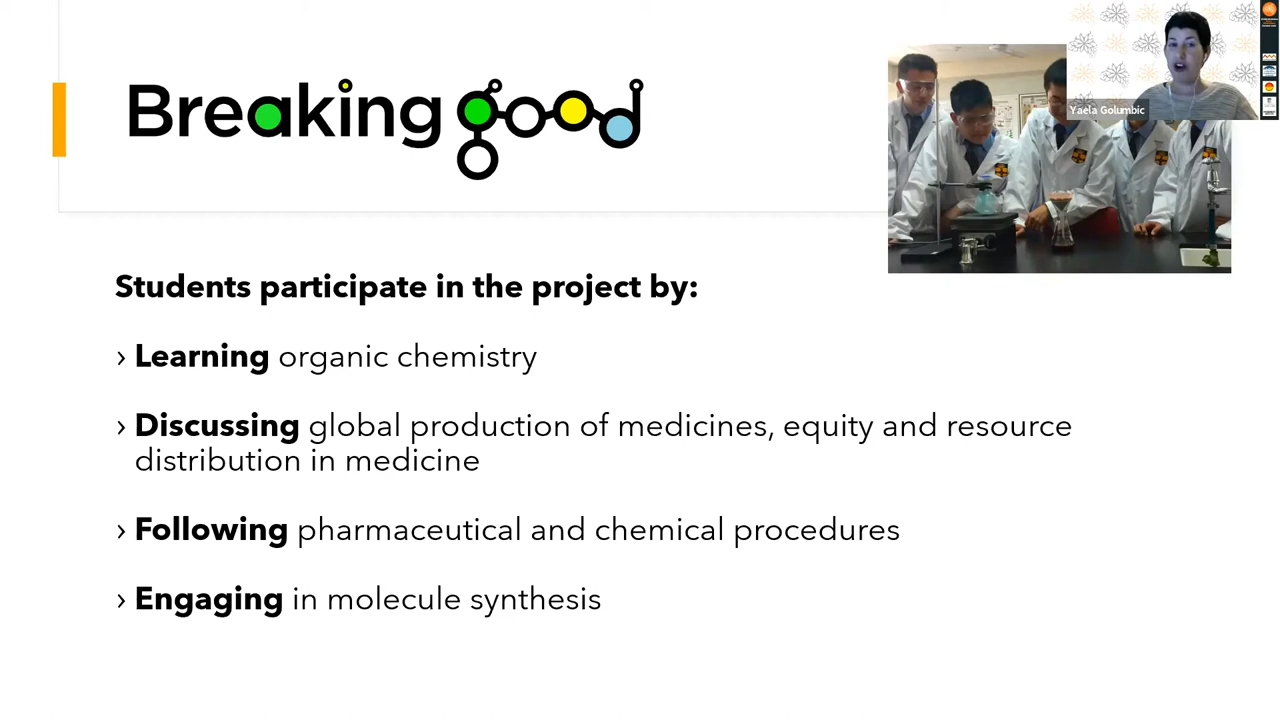 Breaking good
Yaela Golumbic
Students participate in the project by:
› Learning organic chemistry
› Discussing global production of medicines, equity and resource
distribution in medicine
› Following pharmaceutical and chemical procedures
› Engaging in molecule synthesis